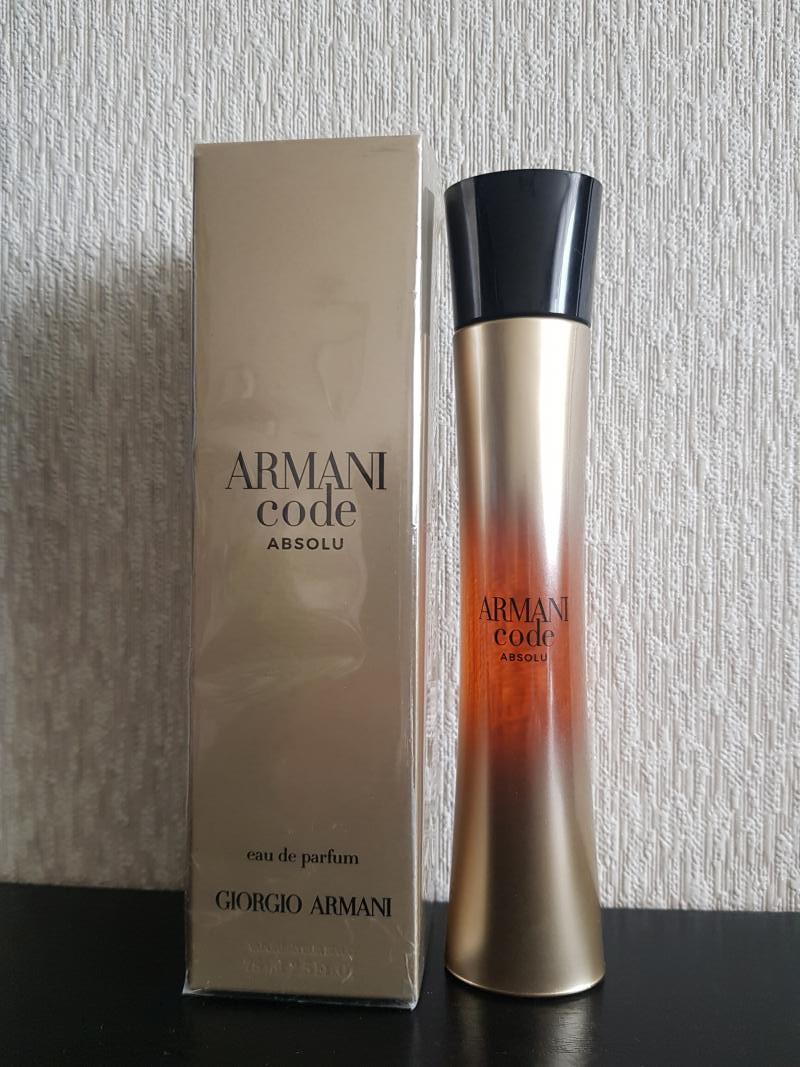 ARMANI
code
ABSOLU
eau de parfum
GIORGIO ARMANI
ARMANI
code
ABSOLU